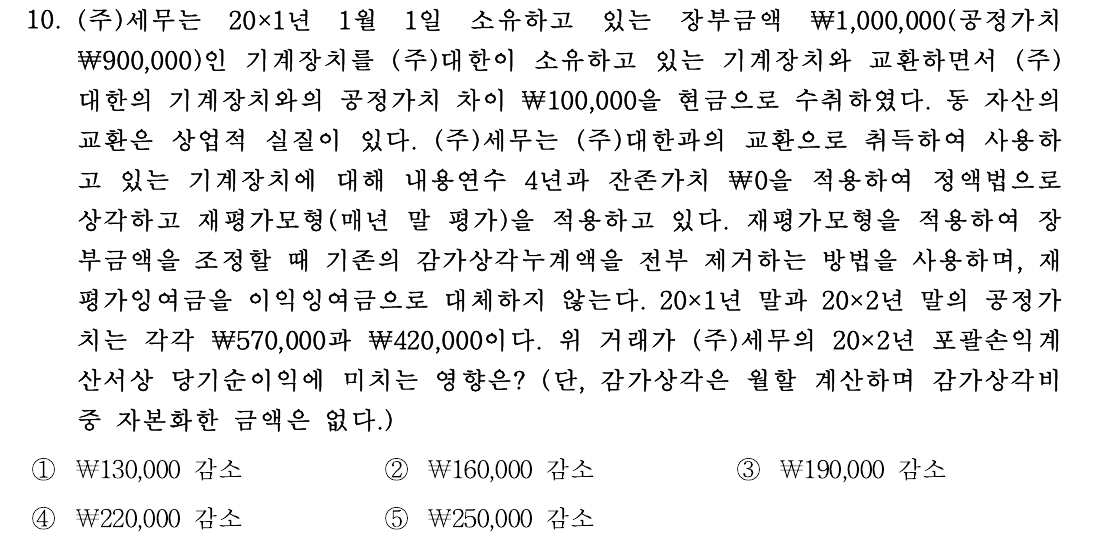 10. (주)세무는 20×1년 1월 1일 소유하고 있는 장부금액 ₩1,000,000(공정가치
₩900,000)인 기계장치를 (주)대한이 소유하고 있는 기계장치와 교환하면서 (주)
대한의 기계장치와의 공정가치 차이 ₩100,000을 현금으로 수취하였다. 동 자산의
교환은 상업적 실질이 있다. (주)세무는 (주)대한과의 교환으로 취득하여 사용하
고 있는 기계장치에 대해 내용연수 4년과 잔존가치 ₩0을 적용하여 정액법으로
상각하고 재평가모형(매년 말 평가)을 적용하고 있다. 재평가모형을 적용하여 장
부금액을 조정할 때 기존의 감가상각누계액을 전부 제거하는 방법을 사용하며, 재
평가잉여금을 이익잉여금으로 대체하지 않는다. 20×1년 말과 20×2년 말의 공정가
치는 각각 ₩570,000과 ₩420,000이다. 위 거래가 (주)세무의 20×2년 포괄손익계
산서상 당기순이익에 미치는 영향은? (단, 감가상각은 월할 계산하며 감가상각비
중 자본화한 금액은 없다.)
① ₩130,000 감소 ② ₩160,000 감소 ③ ₩190,000 감소
④ ₩220,000 감소 ⑤ ₩250,000 감소